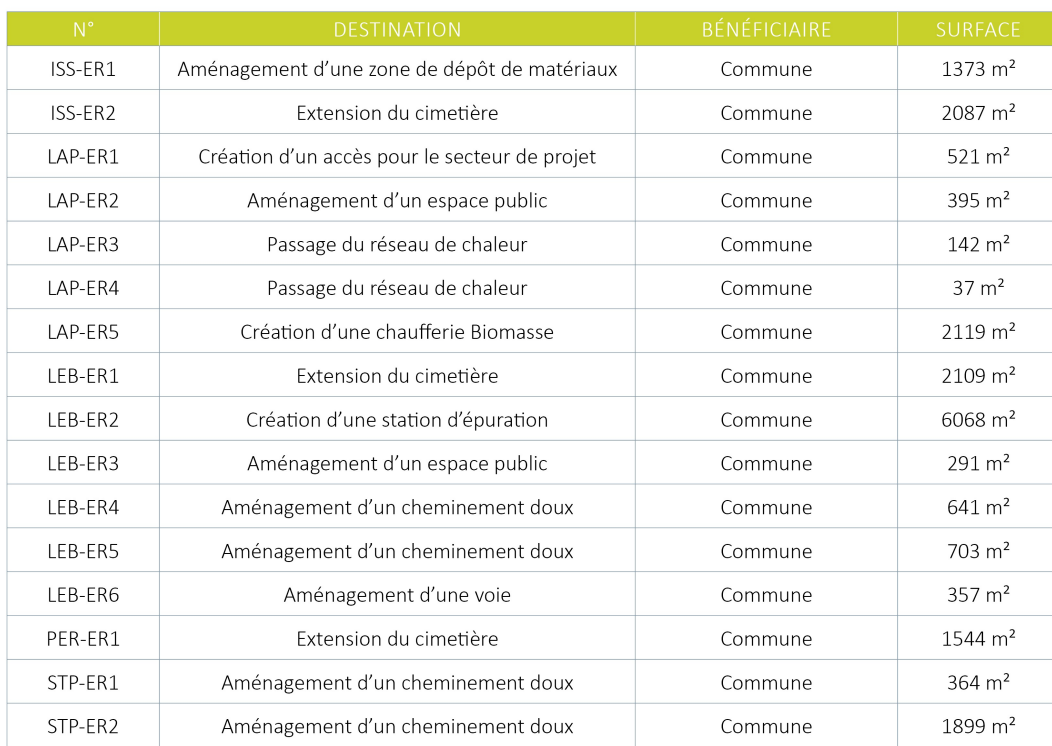 N° DESTINATION BÉNÉFICIAIRE SURFACE
ISS-ER1 Aménagement d’une zone de dépôt de matériaux Commune 1373 m²
ISS-ER2 Extension du cimetière Commune 2087 m²
LAP-ER1 Création d’un accès pour le secteur de projet Commune 521 m²
LAP-ER2 Aménagement d’un espace public Commune 395 m²
LAP-ER3 Passage du réseau de chaleur Commune 142 m²
LAP-ER4 Passage du réseau de chaleur Commune 37 m²
LAP-ER5 Création d’une chaufferie Biomasse Commune 2119 m²
LEB-ER1 Extension du cimetière Commune 2109 m²
LEB-ER2 Création d’une station d’épuration Commune 6068 m²
LEB-ER3 Aménagement d’un espace public Commune 291 m²
LEB-ER4 Aménagement d’un cheminement doux Commune 641 m²
LEB-ER5 Aménagement d’un cheminement doux Commune 703 m²
LEB-ER6 Aménagement d’une voie Commune 357 m²
PER-ER1 Extension du cimetière Commune 1544 m²
STP-ER1 Aménagement d’un cheminement doux Commune 364 m²
STP-ER2 Aménagement d’un cheminement doux Commune 1899 m²